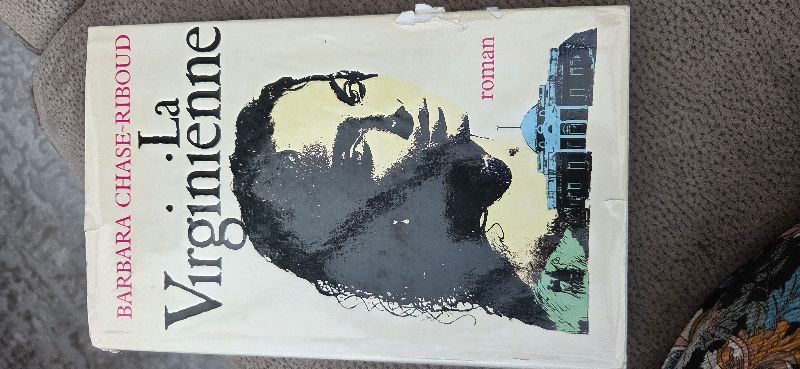 BARBARA CHASE-RIBOUD
La
Virginienne
roman